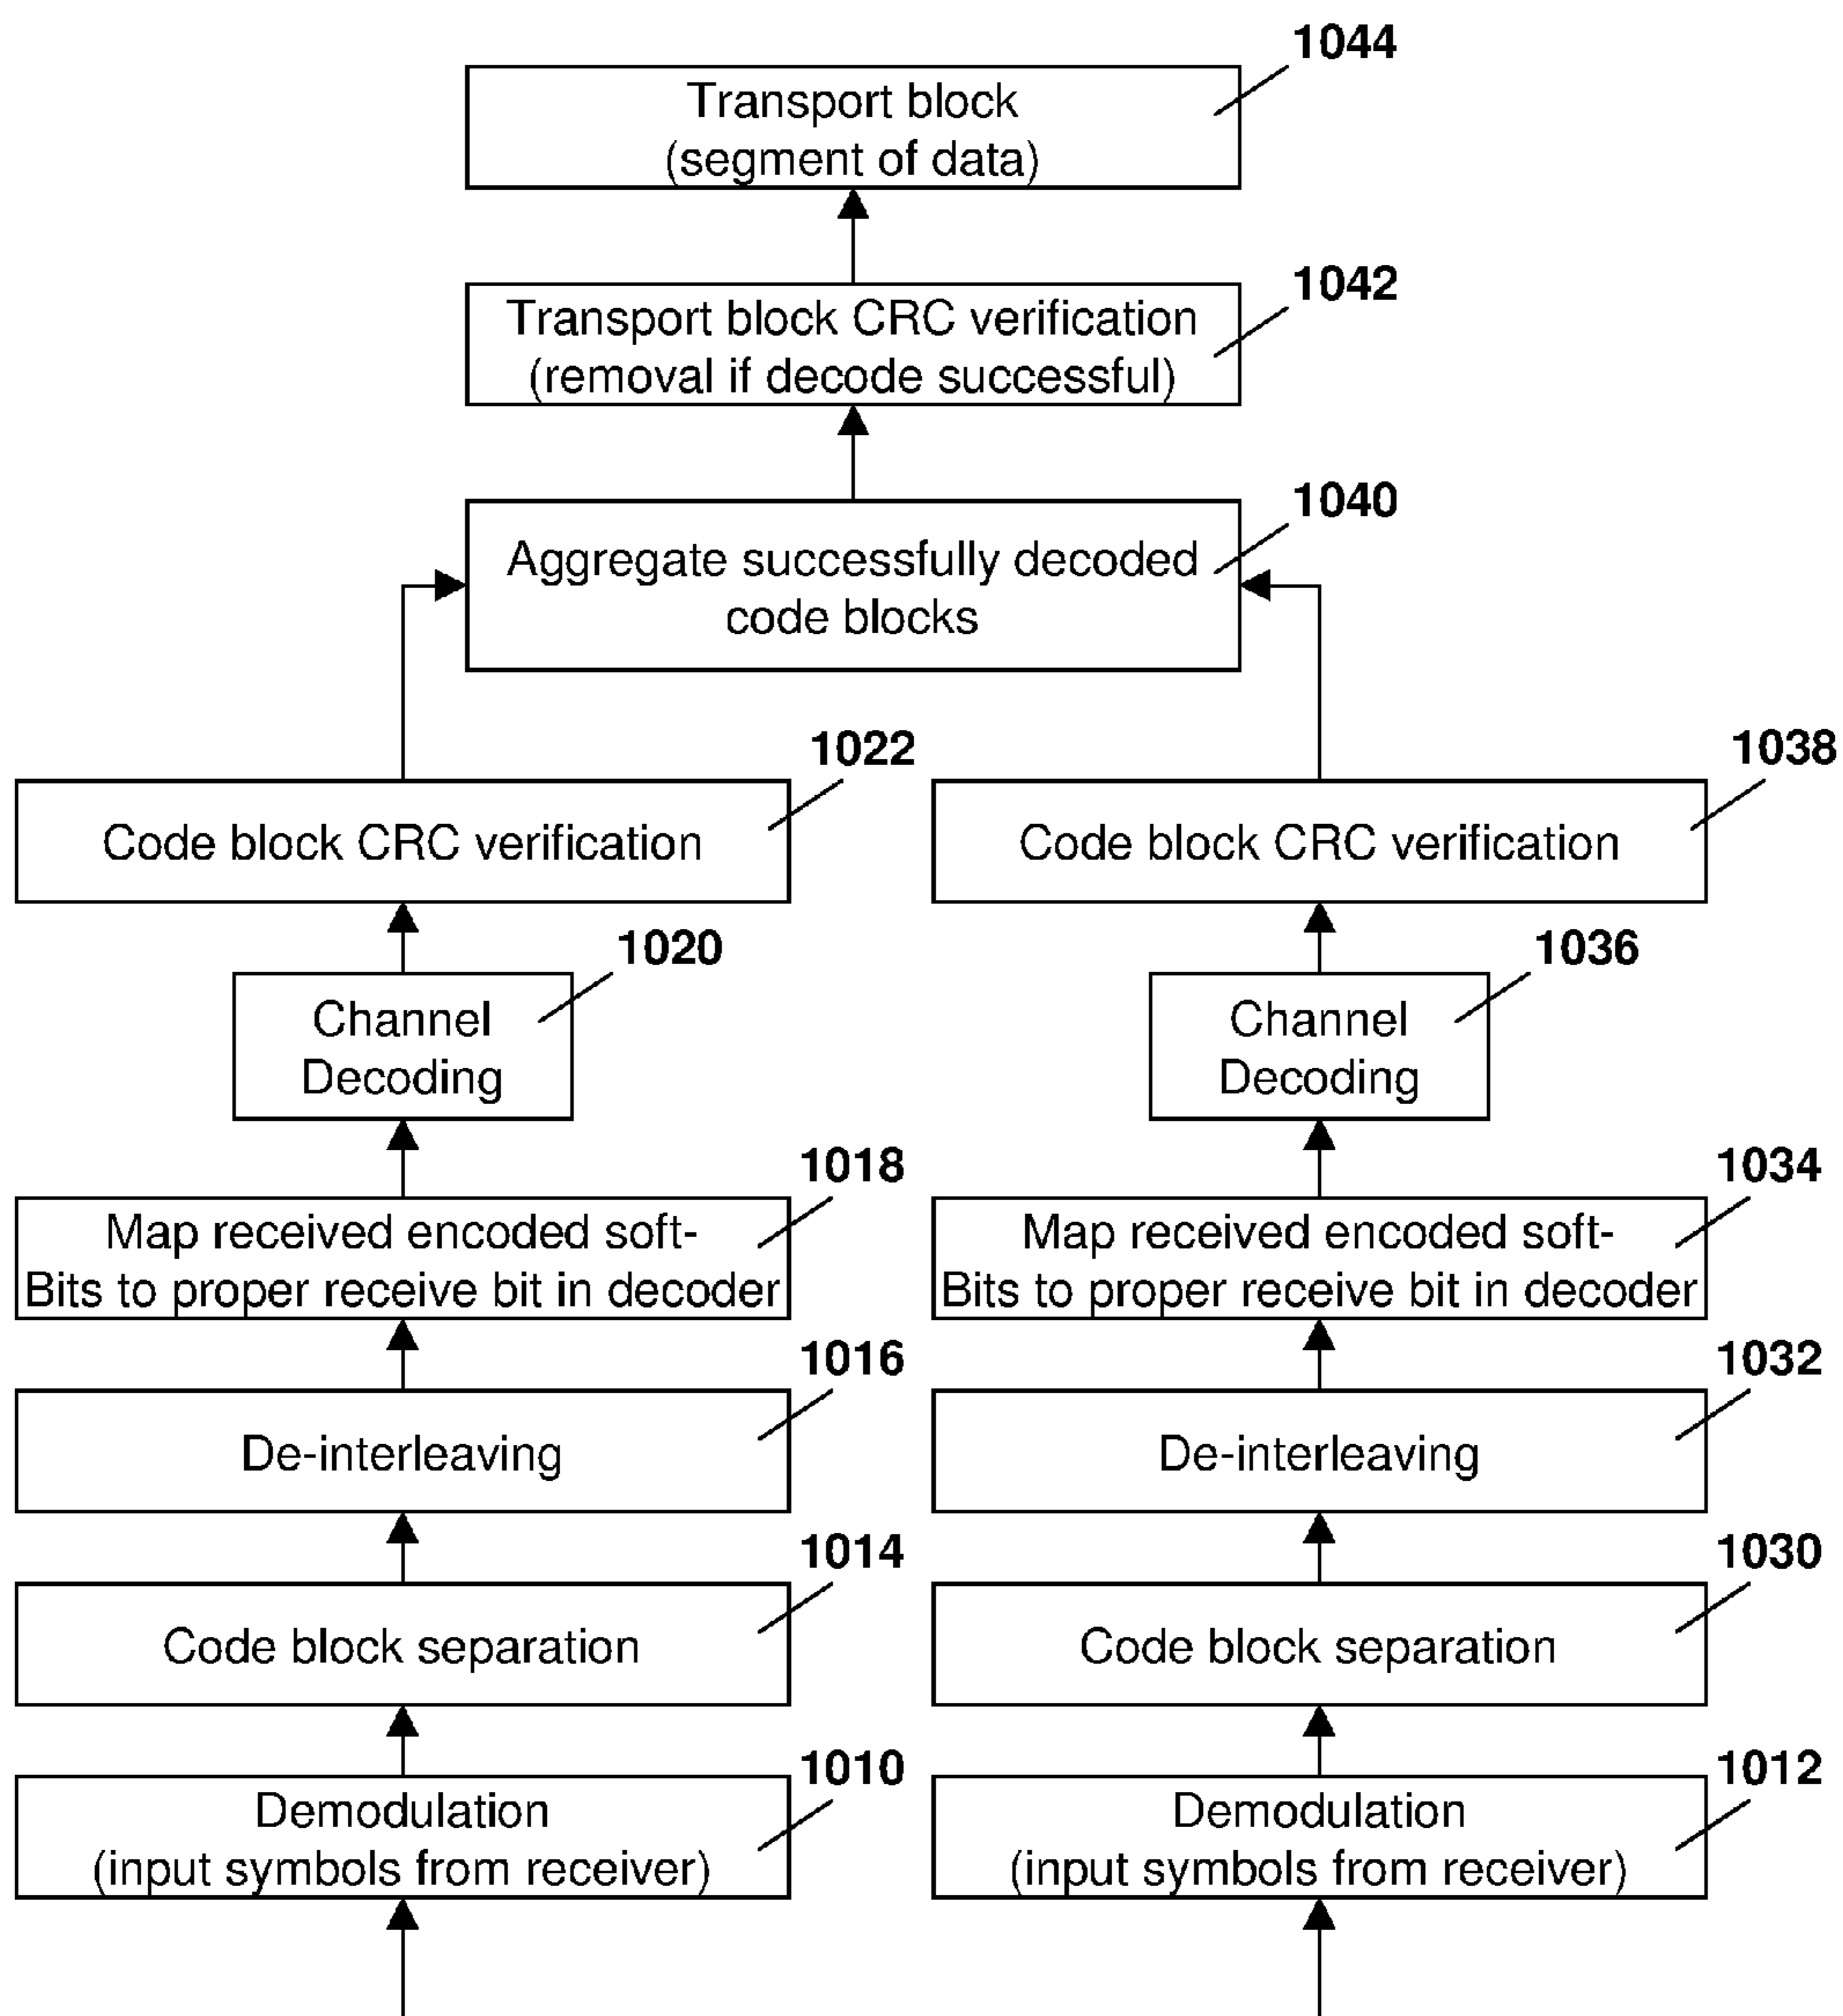 1044
Transport block
(segment of data)
1042
Transport block CRC verification
(removal if decode successful)
1040
Aggregate successfully decoded
code blocks
1022
Code block CRC verification
1038
Code block CRC verification
1020
Channel
Decoding
1036
Channel
Decoding
1018
Map received encoded soft-
Bits to proper receive bit in decoder
1034
Map received encoded soft-
Bits to proper receive bit in decoder
1016
De-interleaving
1032
De-interleaving
1014
Code block separation
1030
Code block separation
1010
Demodulation
(input symbols from receiver)
1012
Demodulation
(input symbols from receiver)